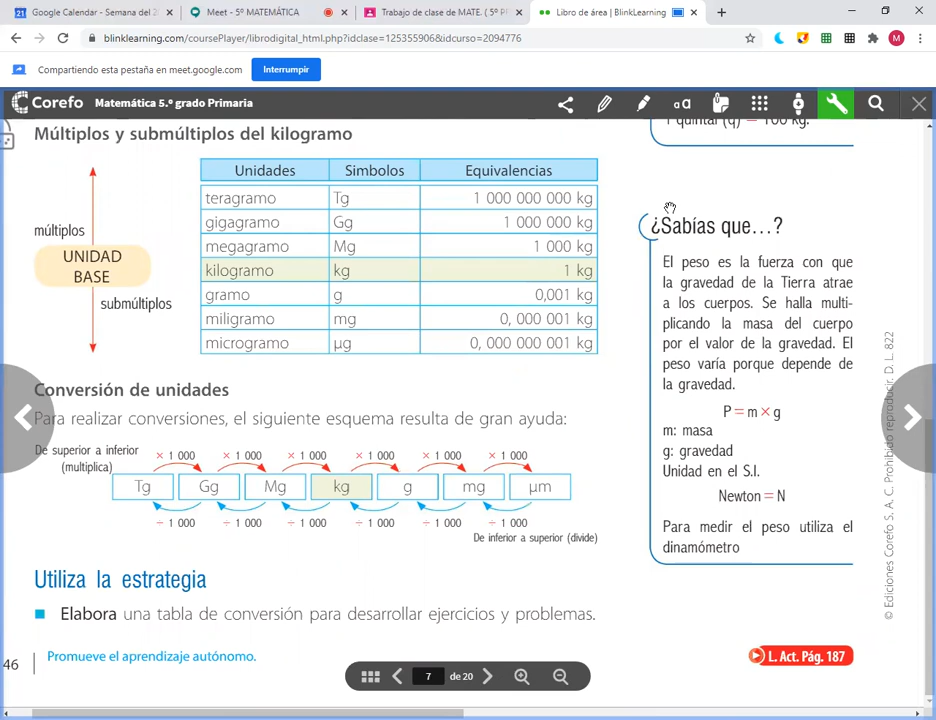 Google Calendar - Semana del 2
Meet - 5º MATEMÁTICA
Trabajo de clase de MATE. ( 5º PR
Libro de área | BlinkLearning
blinklearning.com/coursePlayer/librodigital_html.php?idclase=125355906&idcurso=2094776
M
Compartiendo esta pestaña en meet.google.com
Interrumpir
Corefo
Matemática 5.º grado Primaria
aA
1 quintal (q) = 100 kg.
Múltiplos y submúltiplos del kilogramo
múltiplos
UNIDAD
BASE
submúltiplos
Unidades Simbolos Equivalencias
teragramo Tg 1 000 000 000 kg
gigagramo Gg 1 000 000 kg
megagramo Mg 1 000 kg
kilogramo kg 1 kg
gramo g 0,001 kg
miligramo mg 0, 000 001 kg
microgramo µg 0, 000 000 001 kg
¿Sabías que…?
El peso es la fuerza con que
la gravedad de la Tierra atrae
a los cuerpos. Se halla multi-
plicando la masa del cuerpo
por el valor de la gravedad. El
peso varía porque depende de
la gravedad.
P = m × g
m: masa
g: gravedad
Unidad en el S.I.
Newton = N
Para medir el peso utiliza el
dinamómetro
Conversión de unidades
Para realizar conversiones, el siguiente esquema resulta de gran ayuda:
De superior a inferior
(multiplica)
× 1 000 × 1 000 × 1 000 × 1 000 × 1 000 × 1 000
Tg Gg Mg kg g mg µm
÷ 1 000 ÷ 1 000 ÷ 1 000 ÷ 1 000 ÷ 1 000 ÷ 1 000
De inferior a superior (divide)
Utiliza la estrategia
Elabora una tabla de conversión para desarrollar ejercicios y problemas.
46
Promueve el aprendizaje autónomo.
L. Act. Pág. 187
7 de 20
© Ediciones Corefo S. A. C. Prohibido reproducir. D. L. 822